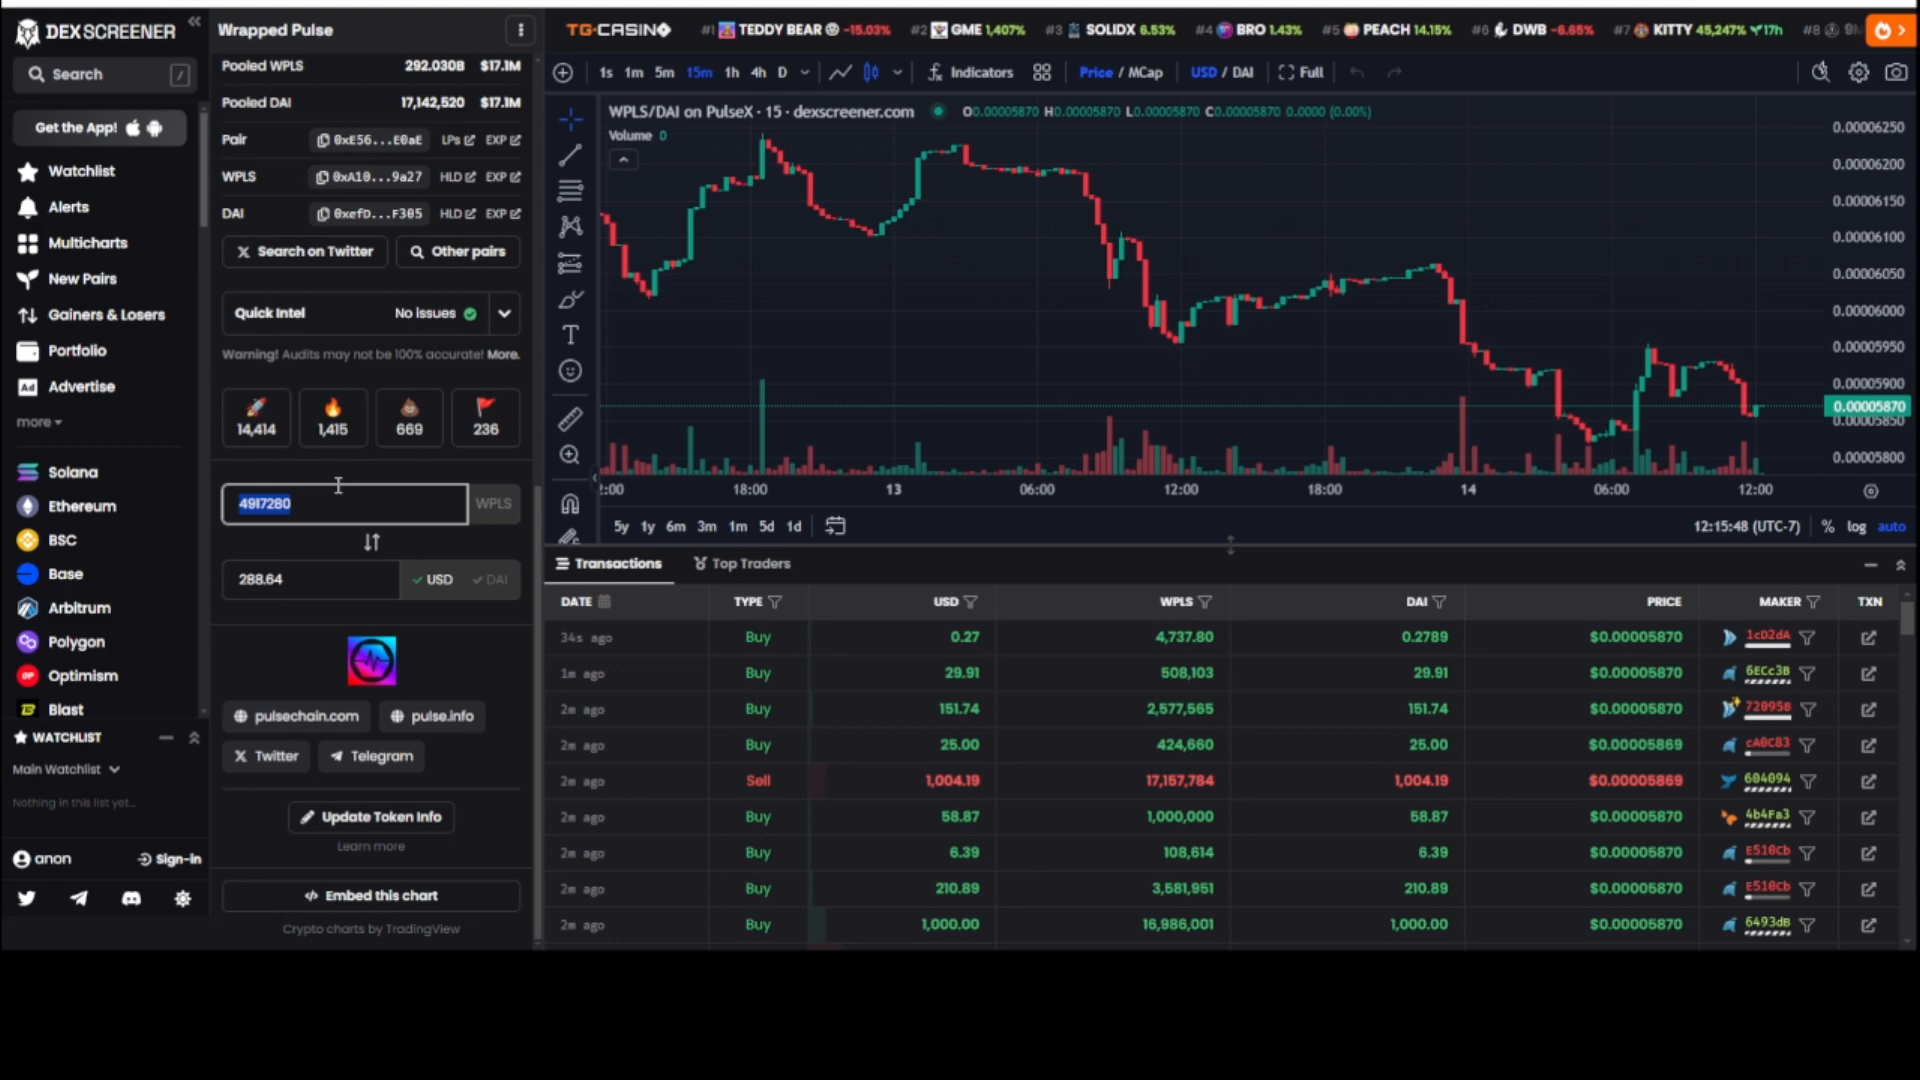 DEX SCREENER
Search /
Get the App!
Watchlist
Alerts
Multicharts
New Pairs
Gainers & Losers
Portfolio
Ad Advertise
more
Solana
Ethereum
BSC
Base
Arbitrum
Polygon
OP Optimism
Blast
WATCHLIST
Main Watchlist
Nothing in this list yet...
anon Sign-in
Wrapped Pulse
Pooled WPLS 292.030B $17.1M
Pooled DAI 17,142,520 $17.1M
Pair 0xE56...E0aE LPs EXP
WPLS 0xA10...9a27 HLD EXP
DAI 0xefD...F305 HLD EXP
Search on Twitter Other pairs
Quick Intel No Issues
Warning! Audits may not be 100% accurate! More.
14,414 1,415 669 236
4917280 WPLS
288.64 USD DAI
pulsechain.com pulse.info
Twitter Telegram
Update Token Info
Learn more
Embed this chart
Crypto charts by TradingView
TG.CASINO #1 TEDDY BEAR -15.03% #2 GME 1,407% #3 SOLIDX 6.53% #4 BRO 1.43% #5 PEACH 14.15% #6 DWB -6.65% #7 KITTY 45,247% 17h #8
1s 1m 5m 15m 1h 4h D Indicators Price / MCap USD / DAI Full
WPLS/DAI on PulseX · 15 · dexscreener.com O0.00005870 H0.00005870 L0.00005870 C0.00005870 0.0000 (0.00%)
Volume 0
0.00006250
0.00006200
0.00006150
0.00006100
0.00006050
0.00006000
0.00005950
0.00005900
0.00005870
0.00005850
0.00005800
2:00 18:00 13 06:00 12:00 18:00 14 06:00 12:00
5y 1y 6m 3m 1m 5d 1d 12:15:48 (UTC-7) % log auto
Transactions Top Traders
DATE TYPE USD WPLS DAI PRICE MAKER TXN
34s ago Buy 0.27 4,737.80 0.2789 $0.00005870 1cD2dA
1m ago Buy 29.91 508,103 29.91 $0.00005870 6ECc3B
2m ago Buy 151.74 2,577,565 151.74 $0.00005870 72095B
2m ago Buy 25.00 424,660 25.00 $0.00005869 cA0C83
2m ago Sell 1,004.19 17,157,784 1,004.19 $0.00005869 604094
2m ago Buy 58.87 1,000,000 58.87 $0.00005870 4b4Fa3
2m ago Buy 6.39 108,614 6.39 $0.00005870 E510Cb
2m ago Buy 210.89 3,581,951 210.89 $0.00005870 E510Cb
2m ago Buy 1,000.00 16,986,001 1,000.00 $0.00005870 6493dB